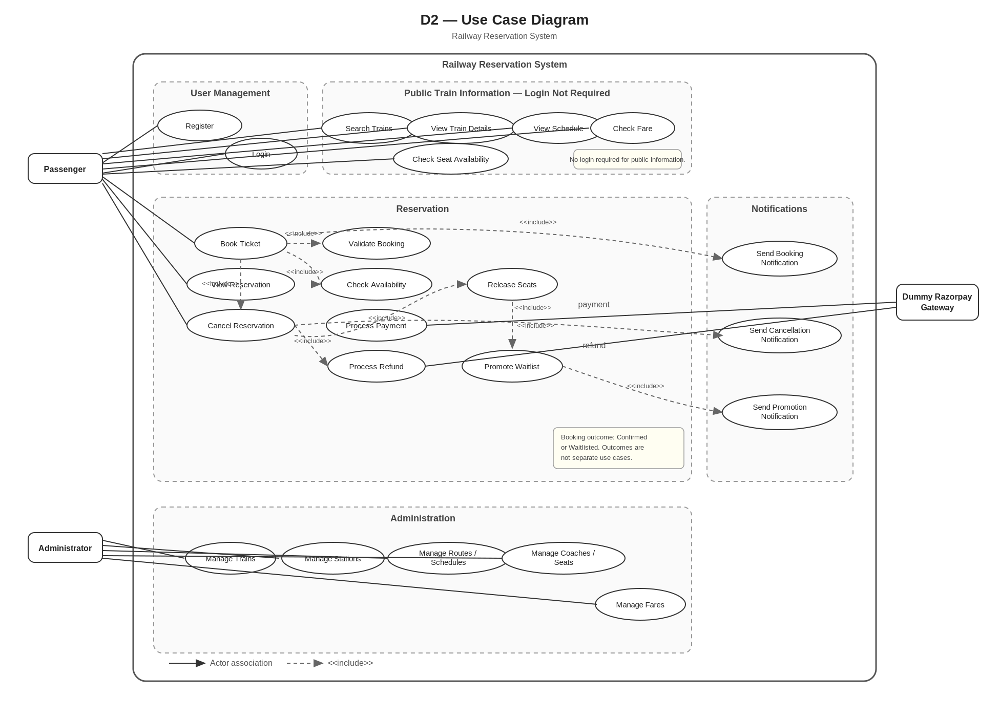 D2 — Use Case Diagram
Railway Reservation System
Railway Reservation System
User Management
Public Train Information — Login Not Required
Register
Search Trains
View Train Details
View Schedule
Check Fare
Login
Check Seat Availability
No login required for public information.
Passenger
Reservation
Notifications
<<include>>
<<include>>
Book Ticket
Validate Booking
Send Booking
Notification
<<include>>
<<include>>
View Reservation
Check Availability
Release Seats
Dummy Razorpay
Gateway
payment
<<include>>
<<include>>
Cancel Reservation
Process Payment
<<include>>
Send Cancellation
Notification
<<include>>
refund
Process Refund
Promote Waitlist
<<include>>
Send Promotion
Notification
Booking outcome: Confirmed
or Waitlisted. Outcomes are
not separate use cases.
Administration
Administrator
Manage Trains
Manage Stations
Manage Routes /
Schedules
Manage Coaches /
Seats
Manage Fares
Actor association
<<include>>